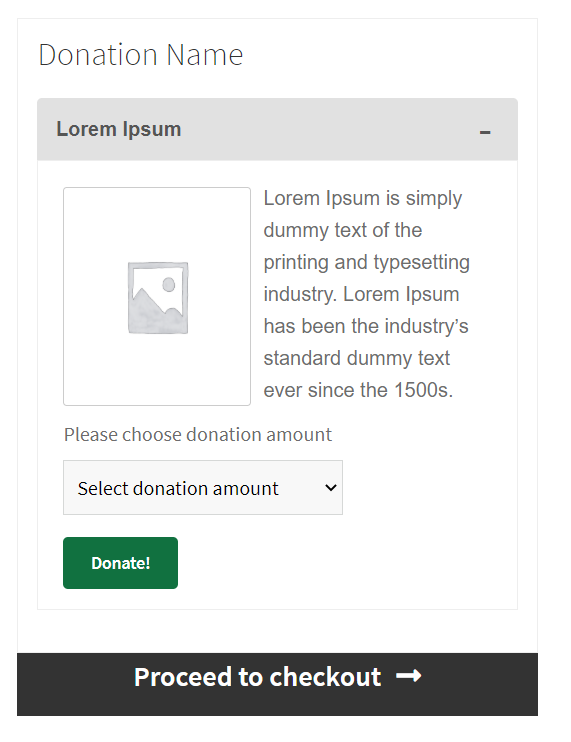 Donation Name
Lorem Ipsum –
Lorem Ipsum is simply
dummy text of the
printing and typesetting
industry. Lorem Ipsum
has been the industry’s
standard dummy text
ever since the 1500s.
Please choose donation amount
Select donation amount
Donate!
Proceed to checkout →